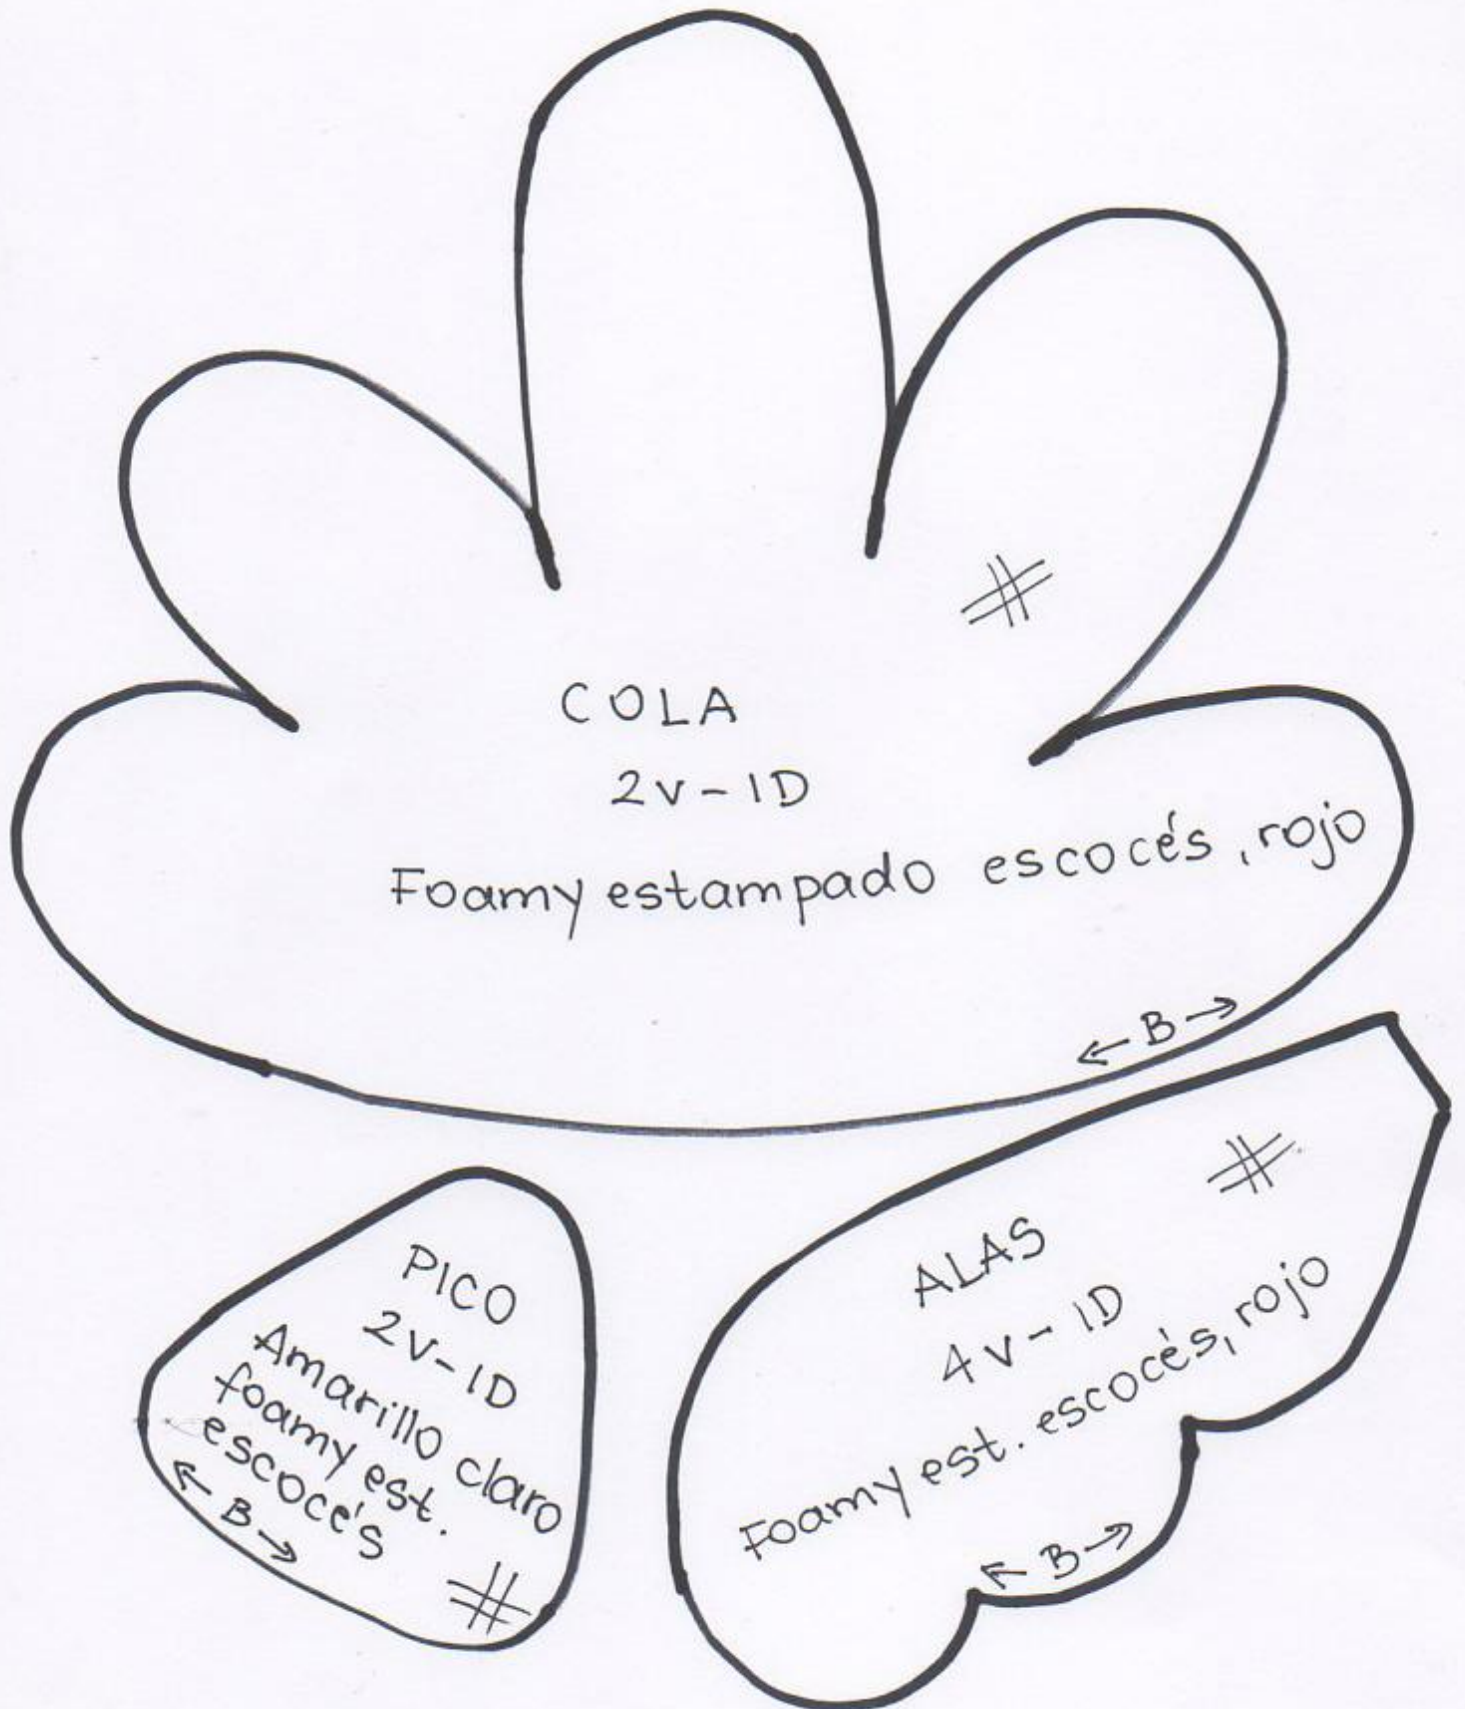 COLA
2v-1D
Foamy estampado escocés, rojo
← B →
PICO
2V-1D
Amarillo claro
foamy est.
escocés
← B →
ALAS
4v-1D
Foamy est. escocés, rojo
← B →